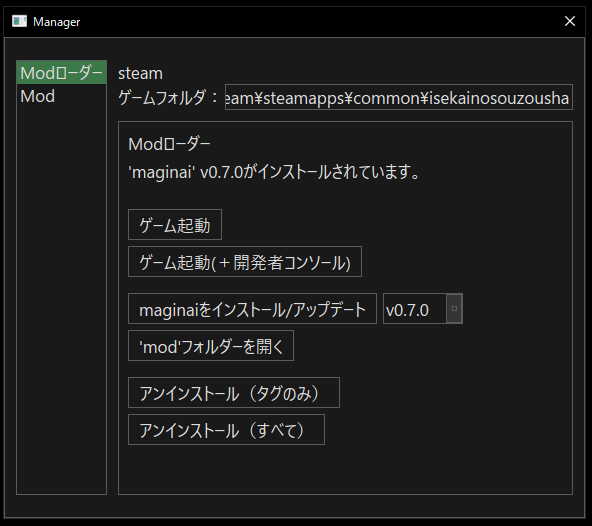 Manager
Modローダー
Mod
steam
ゲームフォルダ：
eam¥steamapps¥common¥isekainosouzousha
Modローダー
'maginai' v0.7.0がインストールされています。
ゲーム起動
ゲーム起動(＋開発者コンソール)
maginaiをインストール/アップデート v0.7.0
'mod'フォルダーを開く
アンインストール（タグのみ）
アンインストール（すべて）